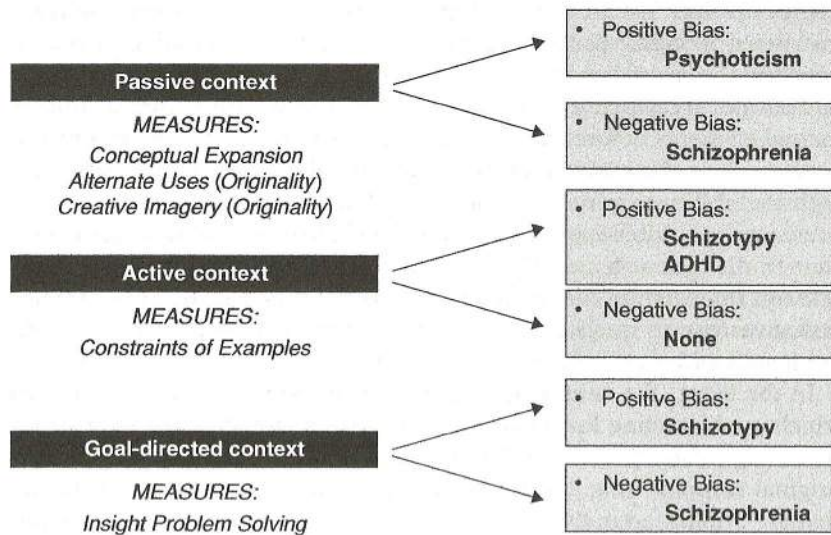 Passive context
MEASURES:
Conceptual Expansion
Alternate Uses (Originality)
Creative Imagery (Originality)
• Positive Bias:
Psychoticism
• Negative Bias:
Schizophrenia
Active context
MEASURES:
Constraints of Examples
• Positive Bias:
Schizotypy
ADHD
• Negative Bias:
None
Goal-directed context
MEASURES:
Insight Problem Solving
• Positive Bias:
Schizotypy
• Negative Bias:
Schizophrenia